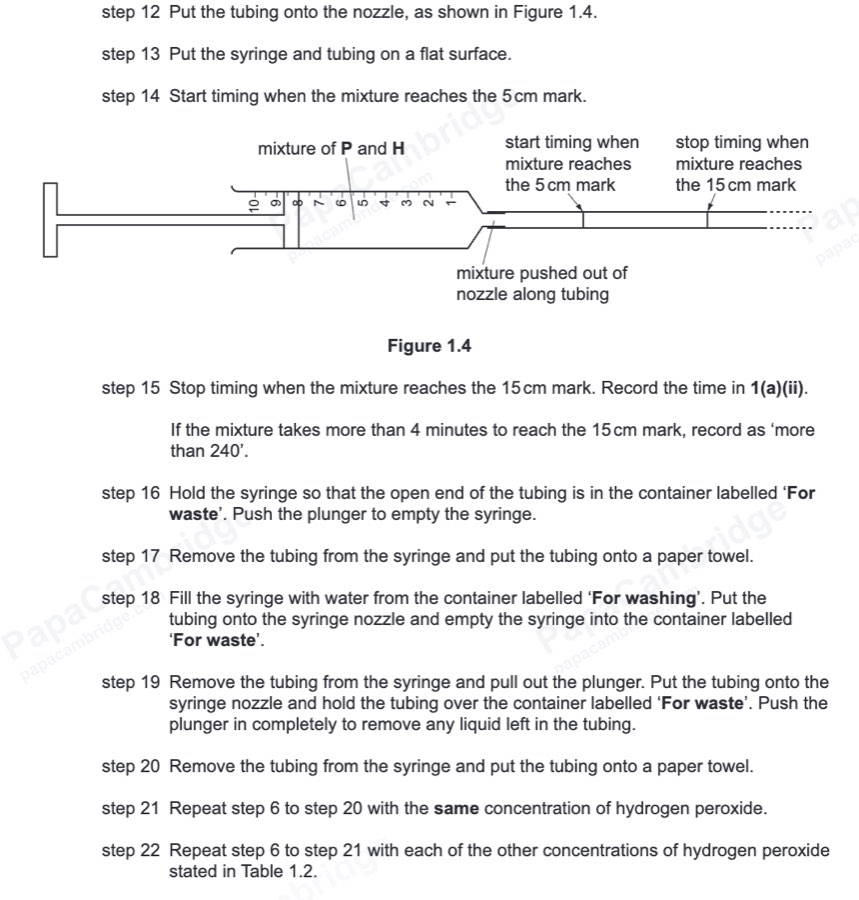 step 12 Put the tubing onto the nozzle, as shown in Figure 1.4.
step 13 Put the syringe and tubing on a flat surface.
step 14 Start timing when the mixture reaches the 5 cm mark.
mixture of P and H
start timing when
mixture reaches
the 5 cm mark
stop timing when
mixture reaches
the 15 cm mark
10 9 8 7 6 5 4 3 2 1
mixture pushed out of
nozzle along tubing
Figure 1.4
step 15 Stop timing when the mixture reaches the 15 cm mark. Record the time in 1(a)(ii).
If the mixture takes more than 4 minutes to reach the 15 cm mark, record as ‘more
than 240’.
step 16 Hold the syringe so that the open end of the tubing is in the container labelled ‘For
waste’. Push the plunger to empty the syringe.
step 17 Remove the tubing from the syringe and put the tubing onto a paper towel.
step 18 Fill the syringe with water from the container labelled ‘For washing’. Put the
tubing onto the syringe nozzle and empty the syringe into the container labelled
‘For waste’.
step 19 Remove the tubing from the syringe and pull out the plunger. Put the tubing onto the
syringe nozzle and hold the tubing over the container labelled ‘For waste’. Push the
plunger in completely to remove any liquid left in the tubing.
step 20 Remove the tubing from the syringe and put the tubing onto a paper towel.
step 21 Repeat step 6 to step 20 with the same concentration of hydrogen peroxide.
step 22 Repeat step 6 to step 21 with each of the other concentrations of hydrogen peroxide
stated in Table 1.2.
PapaCambridge
papacambridge.com